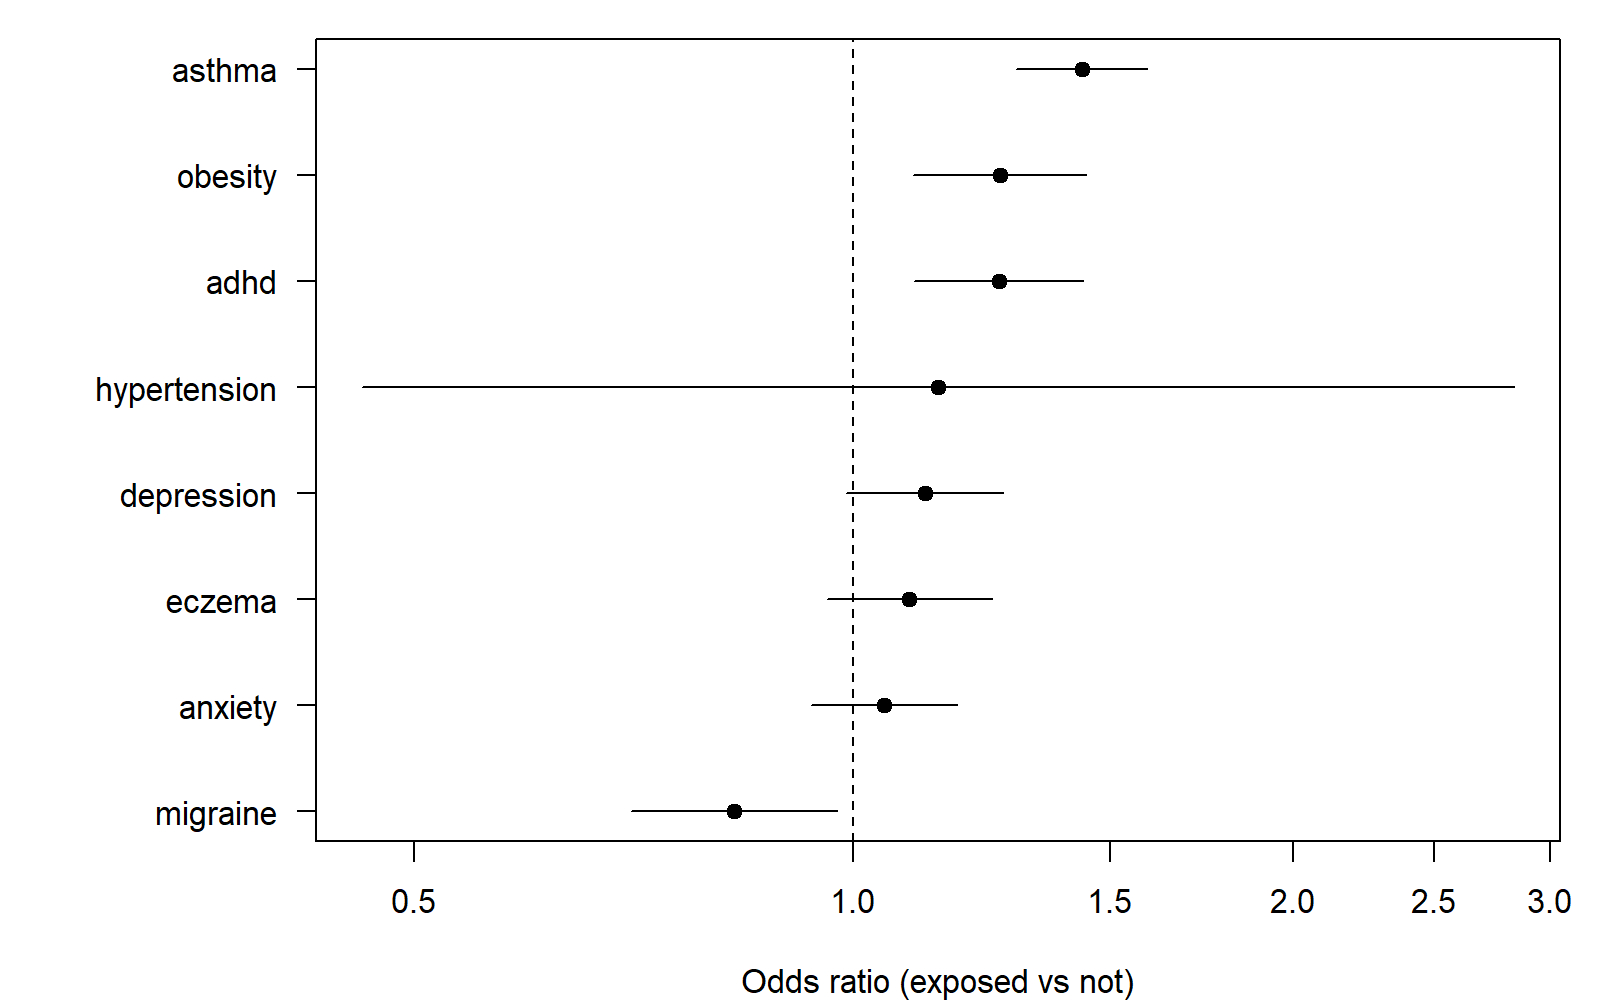 asthma
obesity
adhd
hypertension
depression
eczema
anxiety
migraine
0.5 1.0 1.5 2.0 2.5 3.0
Odds ratio (exposed vs not)